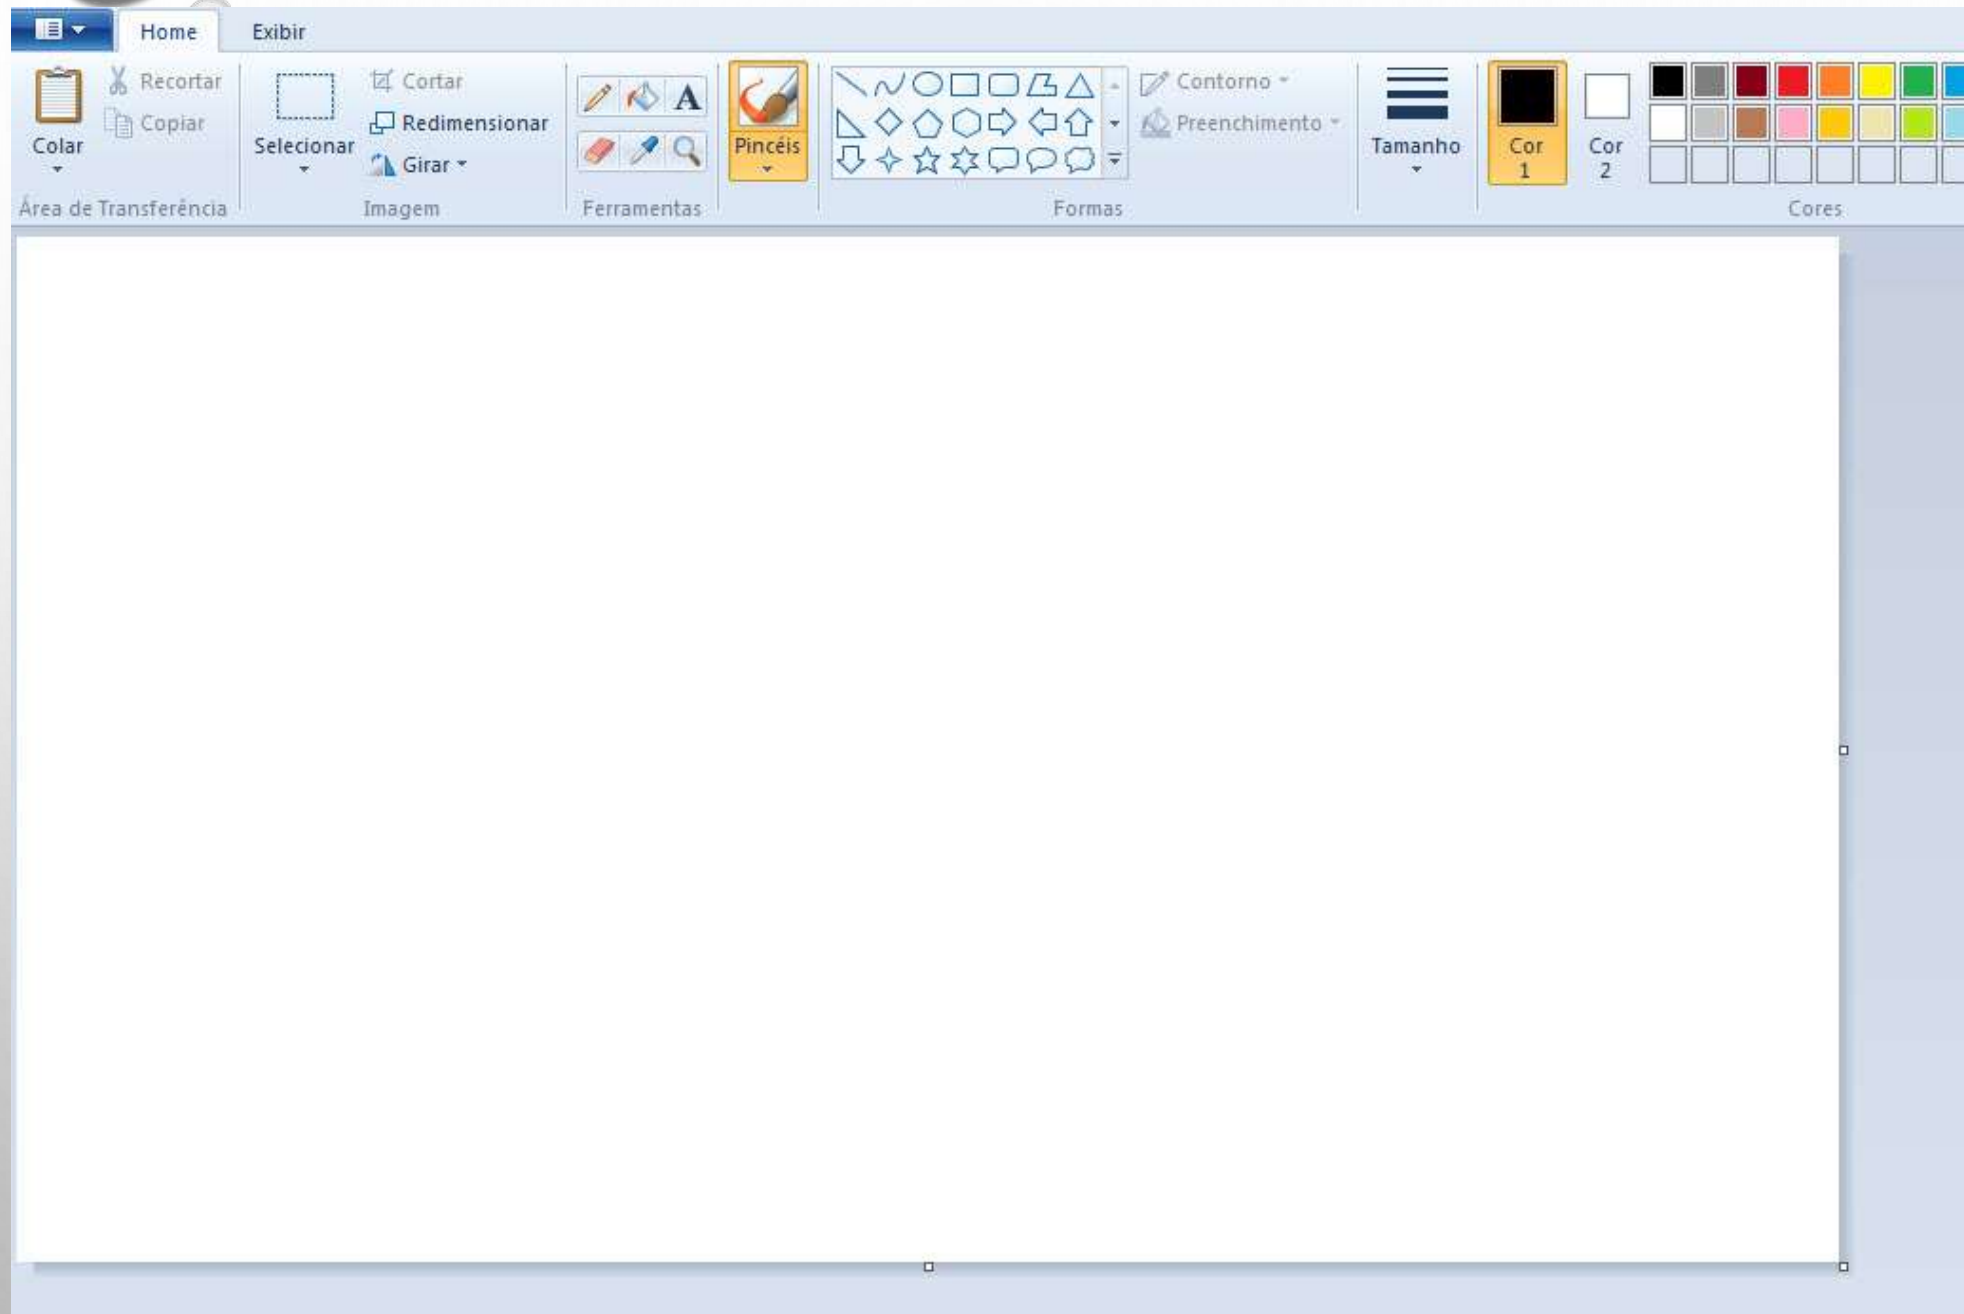 Home Exibir
Recortar
Copiar
Colar
Área de Transferência
Selecionar
Cortar
Redimensionar
Girar
Imagem
A
Ferramentas
Pincéis
Contorno
Preenchimento
Formas
Tamanho
Cor
1
Cor
2
Cores